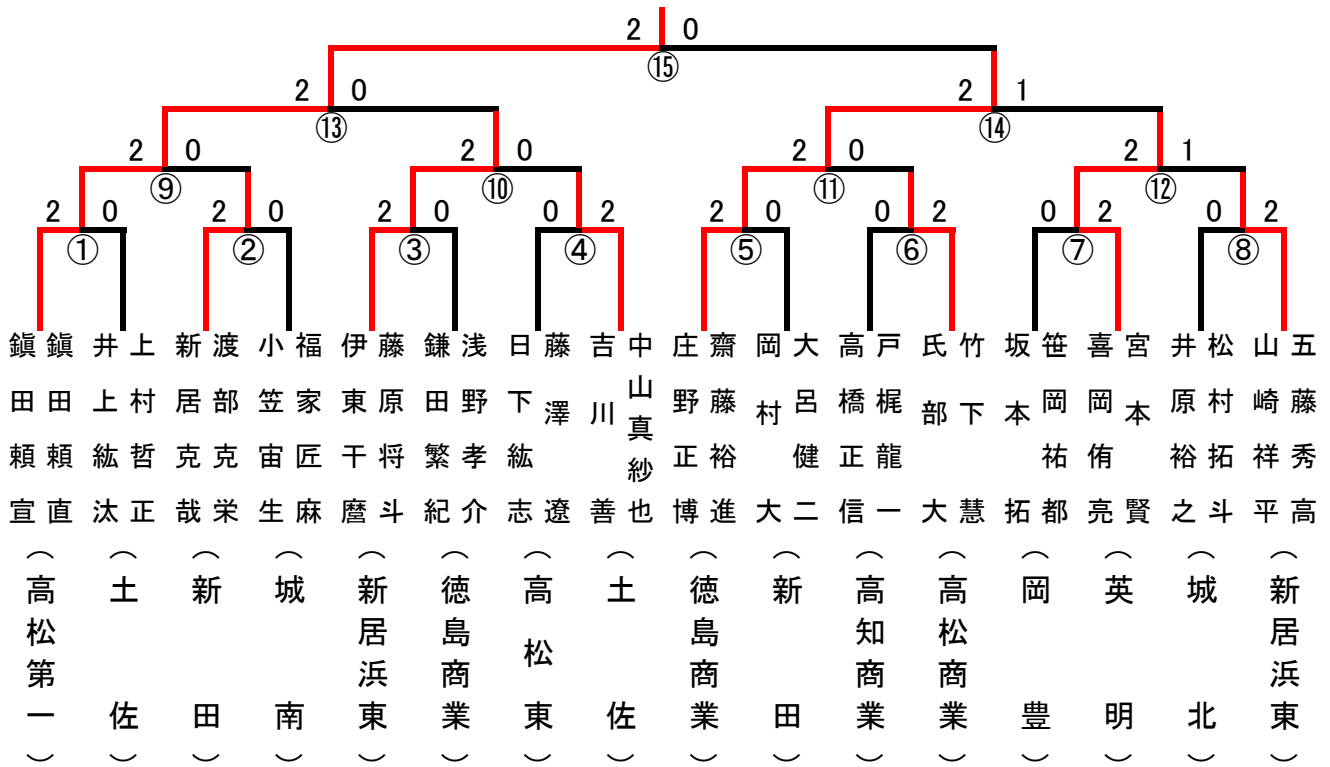 2 0
⑮
2 0
2 1
⑬
⑭
2 0
2 0
2 0
2 1
⑨
⑩
⑪
⑫
2 0
2 0
2 0
0 2
2 0
0 2
0 2
0 2
①
②
③
④
⑤
⑥
⑦
⑧
鎭田頼宣
鎭田頼直
（高松第一）
井上紘汰
上村哲正
（土佐）
新居克哉
渡部克栄
（新田）
小笠宙生
福家匠麻
（城南）
伊東干麿
藤原将斗
（新居浜東）
鎌田繁紀
浅野孝介
（徳島商業）
日下紘志
藤澤遼
（高松東）
吉川善
中山真紗也
（土佐）
庄野正博
齋藤裕進
（徳島商業）
岡村大
大呂健二
（新田）
高橋正信
戸梶龍一
（高知商業）
氏部大
竹下慧
（高松商業）
坂本拓
笹岡祐都
（岡豊）
喜岡侑亮
宮本賢
（英明）
井原裕之
松村拓斗
（城北）
山崎祥平
五藤秀高
（新居浜東）